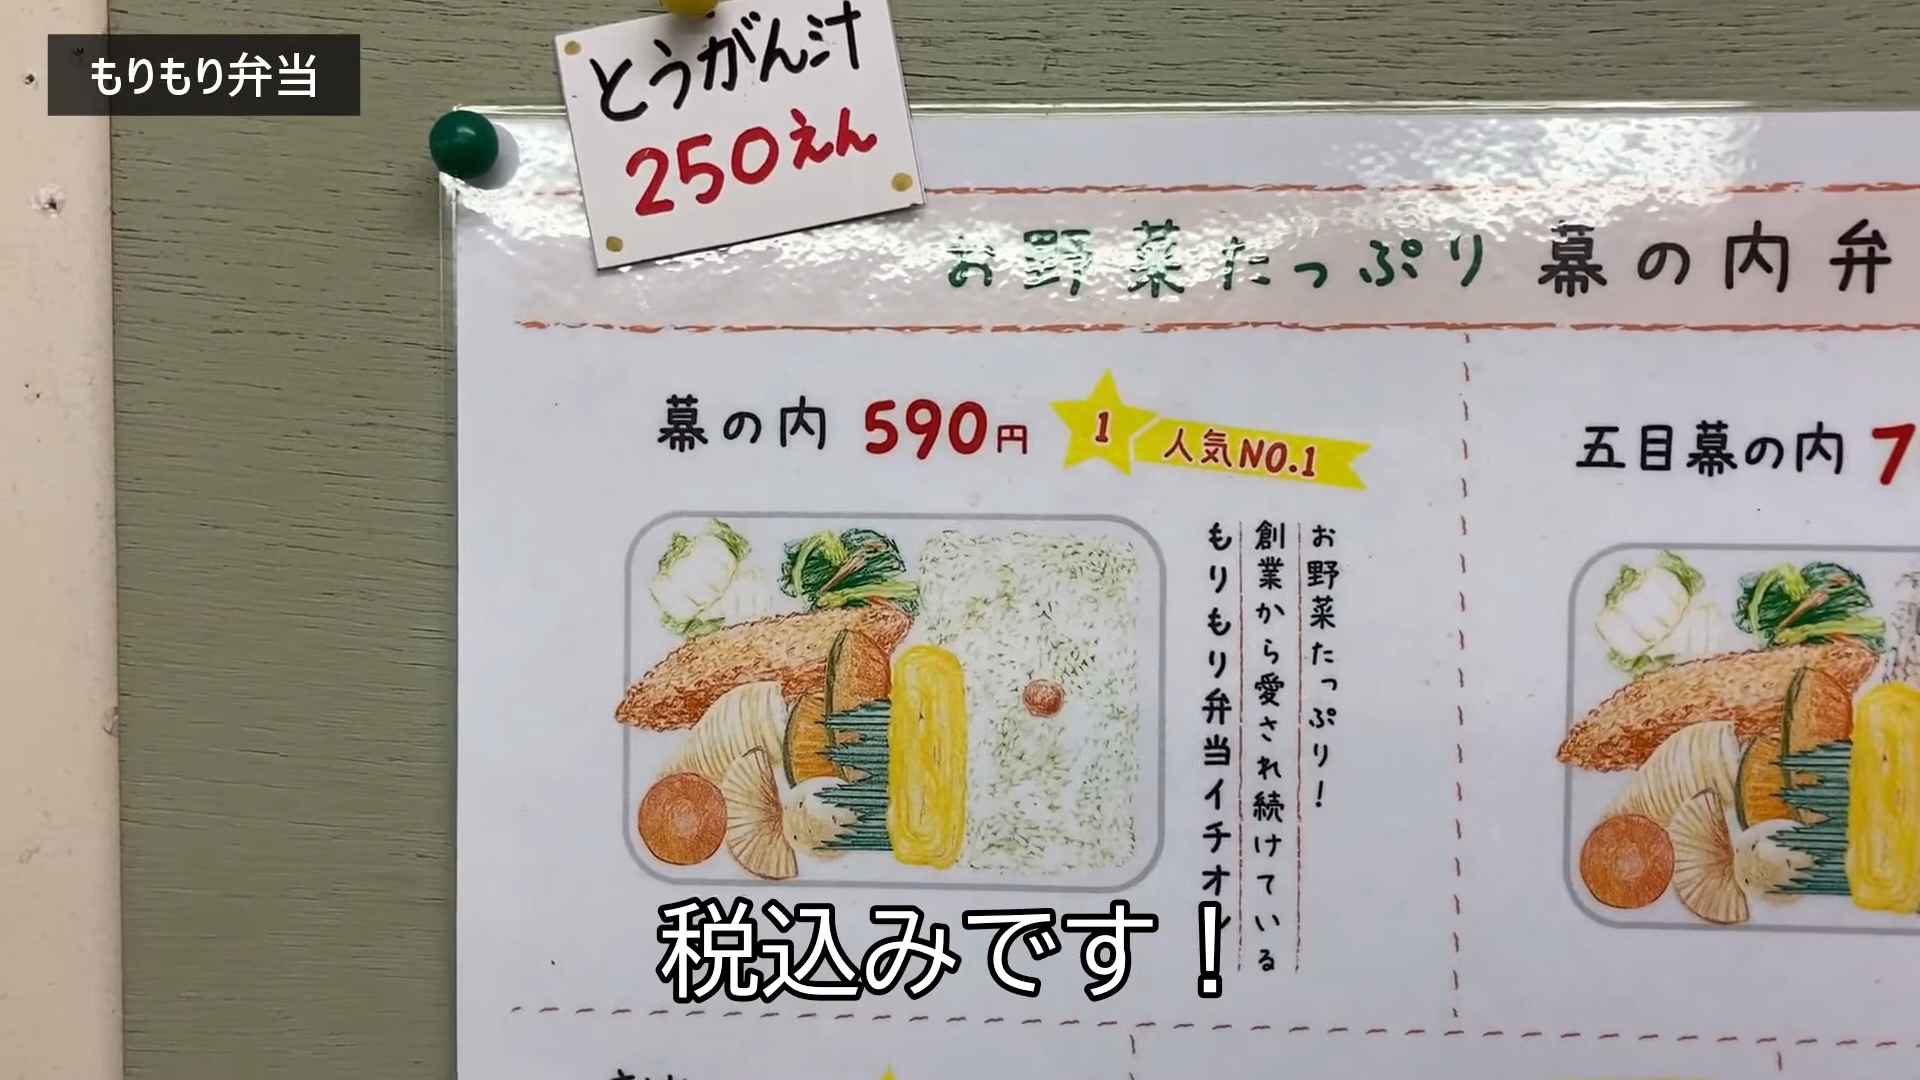 もりもり弁当
とうがん汁
250えん
お野菜たっぷり 幕の内弁
幕の内 590円
1
人気NO.1
五目幕の内 7
お野菜たっぷり!
創業から愛され続けている
もりもり弁当イチオシ
税込みです!